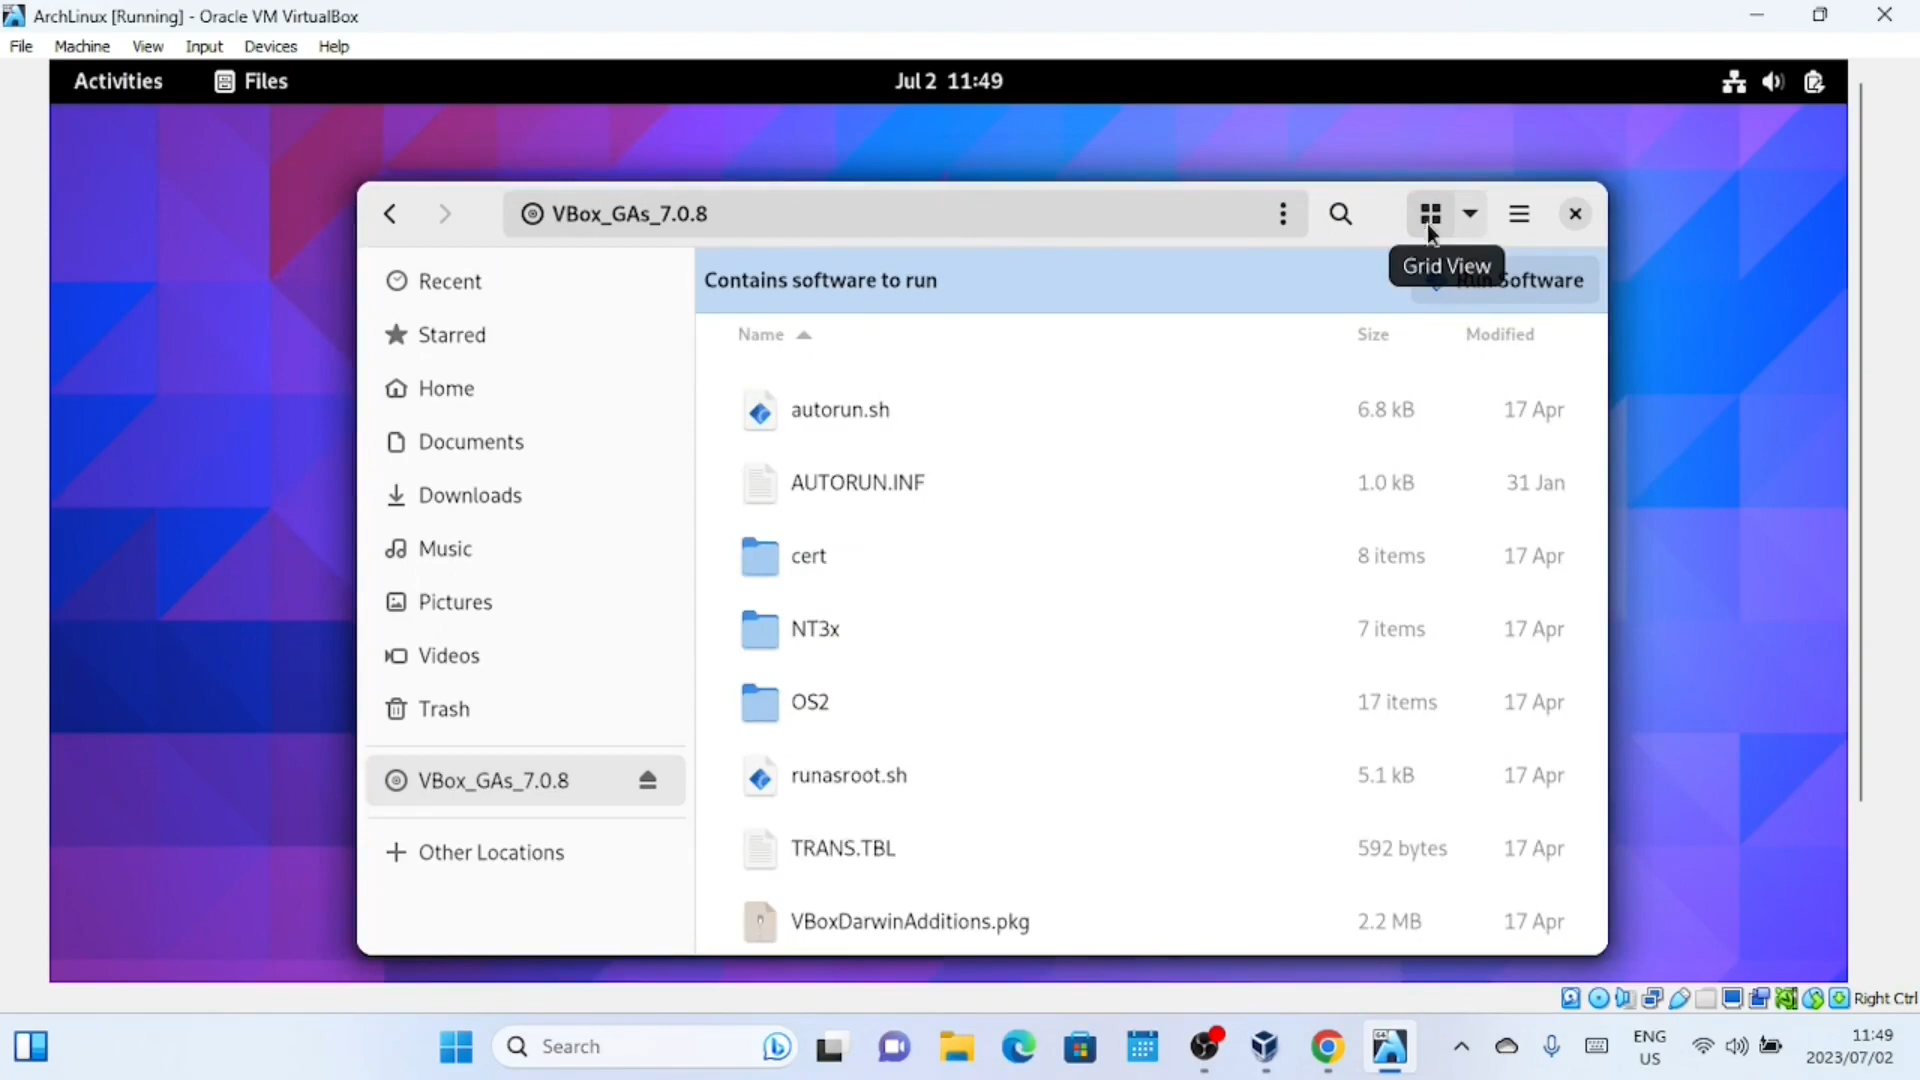 ArchLinux [Running] - Oracle VM VirtualBox
File Machine View Input Devices Help
Activities Files Jul 2 11:49
VBox_GAs_7.0.8
Grid View
Contains software to run Run Software
Name Size Modified
Recent
Starred
Home
Documents
Downloads
Music
Pictures
Videos
Trash
VBox_GAs_7.0.8
Other Locations
autorun.sh 6.8 kB 17 Apr
AUTORUN.INF 1.0 kB 31 Jan
cert 8 items 17 Apr
NT3x 7 items 17 Apr
OS2 17 items 17 Apr
runasroot.sh 5.1 kB 17 Apr
TRANS.TBL 592 bytes 17 Apr
VBoxDarwinAdditions.pkg 2.2 MB 17 Apr
Right Ctrl
Search
64
ENG
US
11:49
2023/07/02